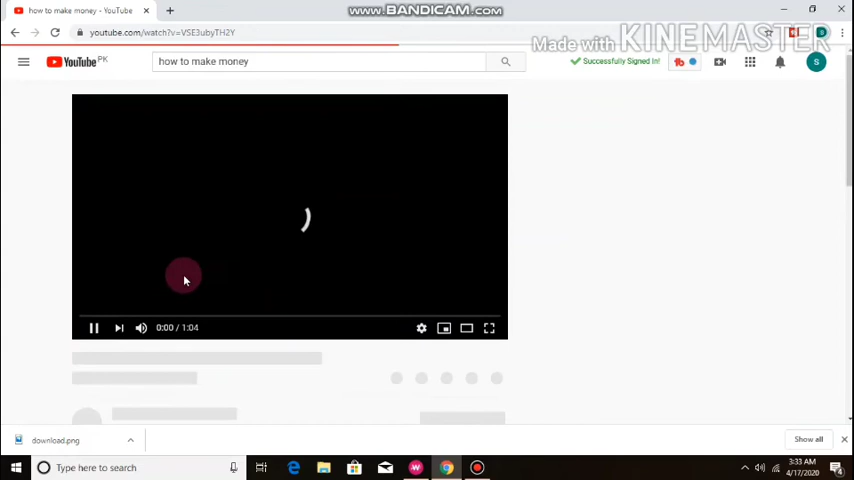 how to make money - YouTube
www.BANDICAM.com
youtube.com/watch?v=VSE3ubyTH2Y
Made with KINEMASTER
YouTube PK
how to make money
Successfully Signed In!
S
0:00 / 1:04
download.png
Show all
Type here to search
3:33 AM
4/17/2020
4